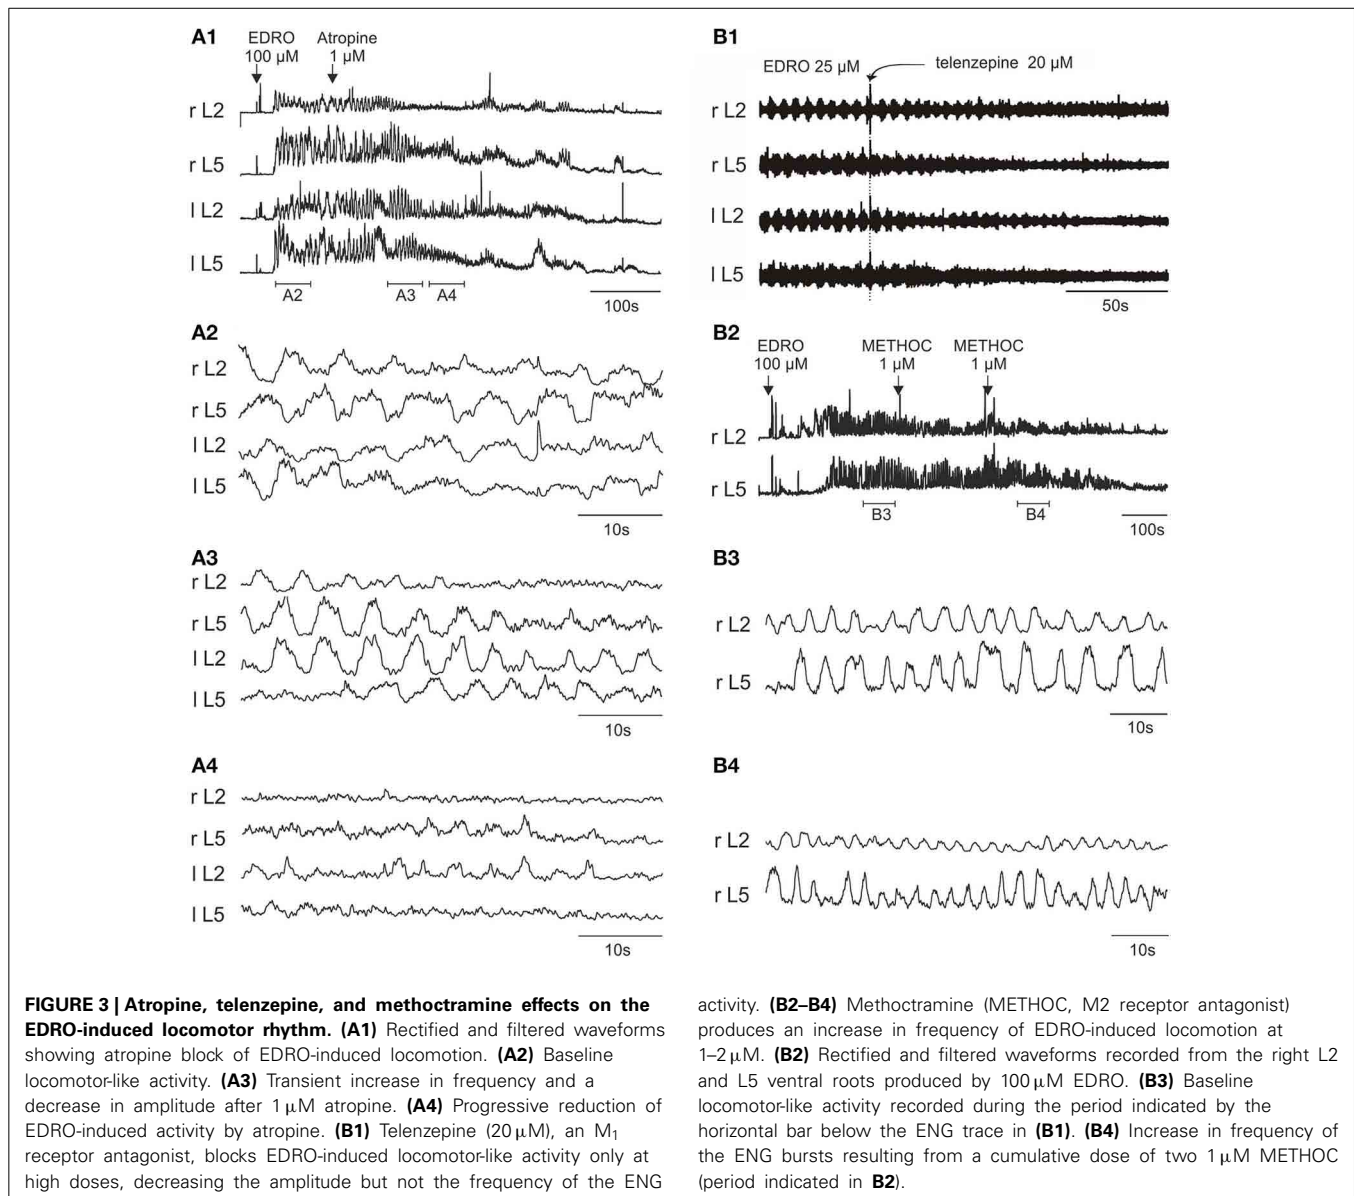 A1
EDRO Atropine
100 µM 1 µM
r L2
r L5
l L2
l L5
A2 A3 A4
100s
A2
r L2
r L5
l L2
l L5
10s
A3
r L2
r L5
l L2
l L5
10s
A4
r L2
r L5
l L2
l L5
10s
B1
EDRO 25 µM telenzepine 20 µM
r L2
r L5
l L2
l L5
50s
B2
EDRO METHOC METHOC
100 µM 1 µM 1 µM
r L2
r L5
B3 B4
100s
B3
r L2
r L5
10s
B4
r L2
r L5
10s
FIGURE 3 | Atropine, telenzepine, and methoctramine effects on the
EDRO-induced locomotor rhythm. (A1) Rectified and filtered waveforms
showing atropine block of EDRO-induced locomotion. (A2) Baseline
locomotor-like activity. (A3) Transient increase in frequency and a
decrease in amplitude after 1 µM atropine. (A4) Progressive reduction of
EDRO-induced activity by atropine. (B1) Telenzepine (20 µM), an M1
receptor antagonist, blocks EDRO-induced locomotor-like activity only at
high doses, decreasing the amplitude but not the frequency of the ENG
activity. (B2–B4) Methoctramine (METHOC, M2 receptor antagonist)
produces an increase in frequency of EDRO-induced locomotion at
1–2 µM. (B2) Rectified and filtered waveforms recorded from the right L2
and L5 ventral roots produced by 100 µM EDRO. (B3) Baseline
locomotor-like activity recorded during the period indicated by the
horizontal bar below the ENG trace in (B1). (B4) Increase in frequency of
the ENG bursts resulting from a cumulative dose of two 1 µM METHOC
(period indicated in B2).